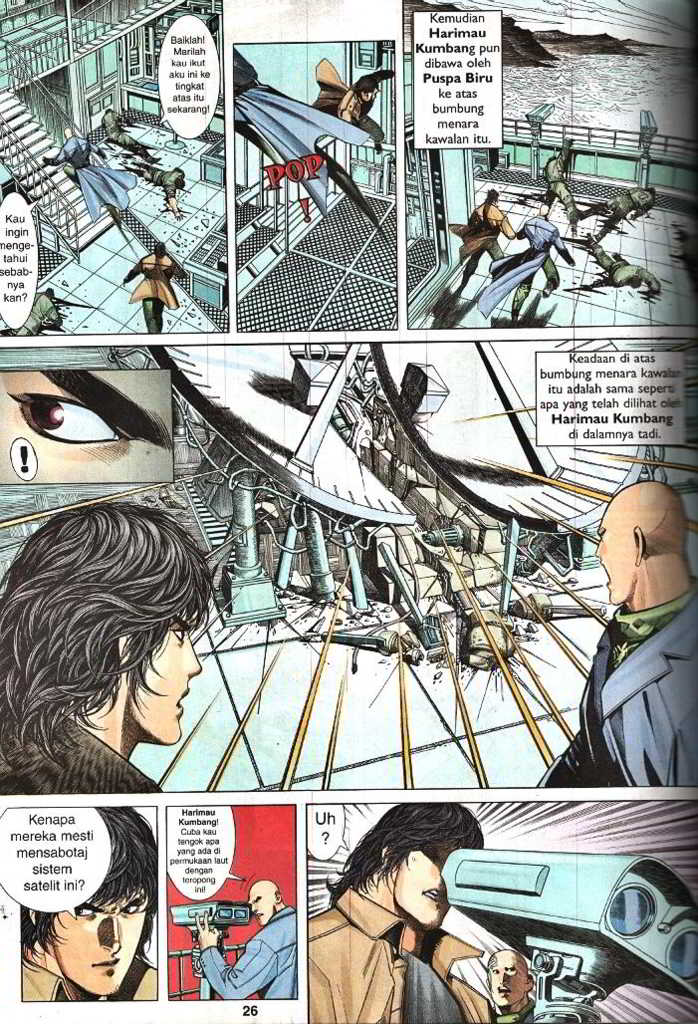 Baiklah!
Marilah
kau ikut
aku ini ke
tingkat
atas itu
sekarang!
Kau
ingin
menge-
tahui
sebab-
nya
kan?
POP
!
Kemudian
Harimau
Kumbang pun
dibawa oleh
Puspa Biru
ke atas
bumbung
menara
kawalan itu.
!
Keadaan di atas
bumbung menara kawalan
itu adalah sama seperti
apa yang telah dilihat oleh
Harimau Kumbang
di dalamnya tadi.
Kenapa
mereka mesti
mensabotaj
sistem
satelit ini?
Harimau
Kumbang!
Cuba kau
tengok apa
yang ada di
permukaan laut
dengan
teropong
ini!
Uh
?
26